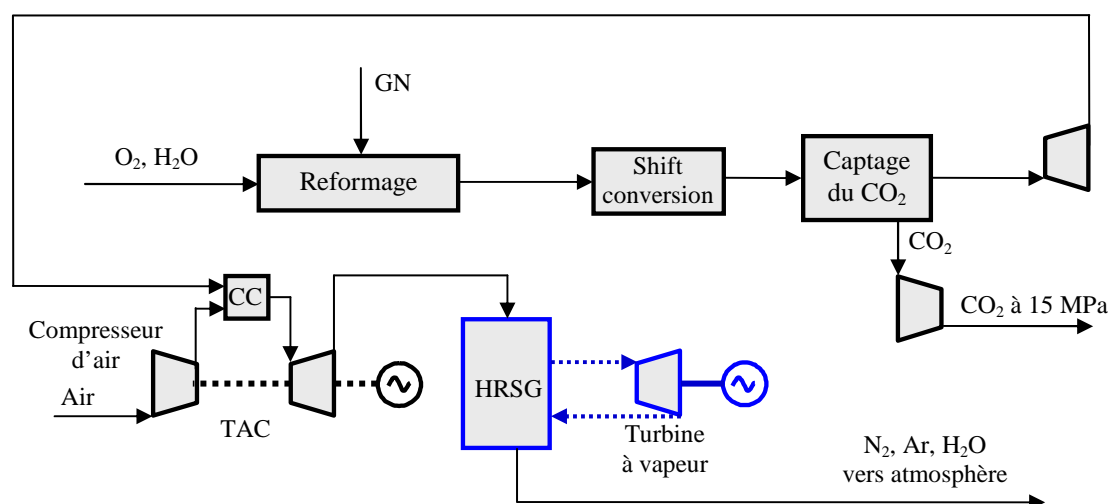 GN
O₂, H₂O
Reformage
Shift
conversion
Captage
du CO₂
CO₂
CO₂ à 15 MPa
CC
Compresseur
d’air
Air
TAC
HRSG
Turbine
à vapeur
N₂, Ar, H₂O
vers atmosphère